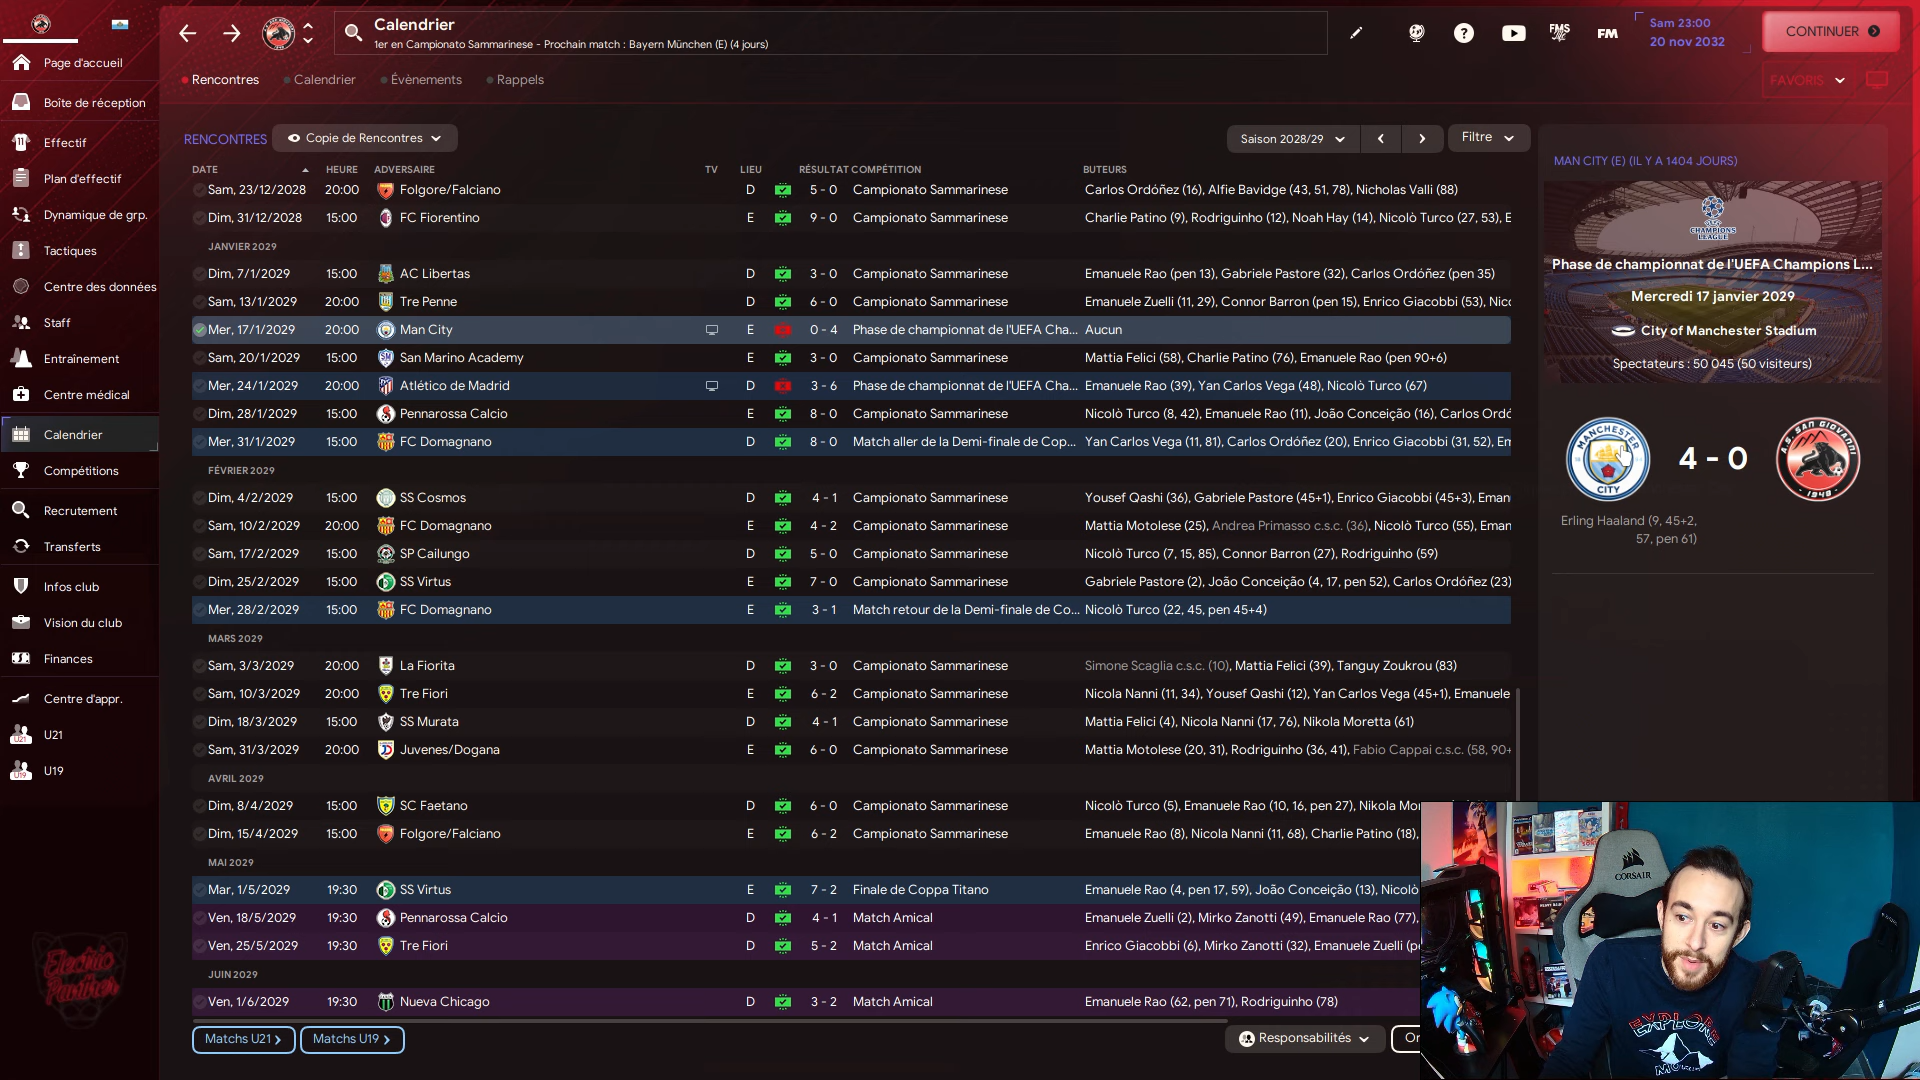 Calendrier
1er en Campionato Sammarinese - Prochain match : Bayern München (E) (4 jours)
FMS
FM
Sam 23:00
20 nov 2032
CONTINUER
FAVORIS
Rencontres
Calendrier
Évènements
Rappels
Page d'accueil
Boîte de réception
Effectif
Plan d'effectif
Dynamique de grp.
Tactiques
Centre des données
Staff
Entraînement
Centre médical
Calendrier
Compétitions
Recrutement
Transferts
Infos club
Vision du club
Finances
Centre d'appr.
U21
U19
Electric Panther
RENCONTRES
Copie de Rencontres
Saison 2028/29
Filtre
DATE HEURE ADVERSAIRE TV LIEU RÉSULTAT COMPÉTITION BUTEURS
Sam, 23/12/2028 20:00 Folgore/Falciano D 5 - 0 Campionato Sammarinese Carlos Ordóñez (16), Alfie Bavidge (43, 51, 78), Nicholas Valli (88)
Dim, 31/12/2028 15:00 FC Fiorentino E 9 - 0 Campionato Sammarinese Charlie Patino (9), Rodriguinho (12), Noah Hay (14), Nicolò Turco (27, 53), E
JANVIER 2029
Dim, 7/1/2029 15:00 AC Libertas D 3 - 0 Campionato Sammarinese Emanuele Rao (pen 13), Gabriele Pastore (32), Carlos Ordóñez (pen 35)
Sam, 13/1/2029 20:00 Tre Penne D 6 - 0 Campionato Sammarinese Emanuele Zuelli (11, 29), Connor Barron (pen 15), Enrico Giacobbi (53), Nico
Mer, 17/1/2029 20:00 Man City E 0 - 4 Phase de championnat de l'UEFA Cha... Aucun
Sam, 20/1/2029 15:00 San Marino Academy E 3 - 0 Campionato Sammarinese Mattia Felici (58), Charlie Patino (76), Emanuele Rao (pen 90+6)
Mer, 24/1/2029 20:00 Atlético de Madrid D 3 - 6 Phase de championnat de l'UEFA Cha... Emanuele Rao (39), Yan Carlos Vega (48), Nicolò Turco (67)
Dim, 28/1/2029 15:00 Pennarossa Calcio E 8 - 0 Campionato Sammarinese Nicolò Turco (8, 42), Emanuele Rao (11), João Conceição (16), Carlos Ordó
Mer, 31/1/2029 15:00 FC Domagnano D 8 - 0 Match aller de la Demi-finale de Cop... Yan Carlos Vega (11, 81), Carlos Ordóñez (20), Enrico Giacobbi (31, 52), Em
FÉVRIER 2029
Dim, 4/2/2029 15:00 SS Cosmos D 4 - 1 Campionato Sammarinese Yousef Qashi (36), Gabriele Pastore (45+1), Enrico Giacobbi (45+3), Eman
Sam, 10/2/2029 20:00 FC Domagnano E 4 - 2 Campionato Sammarinese Mattia Motolese (25), Andrea Primasso c.s.c. (36), Nicolò Turco (55), Eman
Sam, 17/2/2029 15:00 SP Cailungo D 5 - 0 Campionato Sammarinese Nicolò Turco (7, 15, 85), Connor Barron (27), Rodriguinho (59)
Dim, 25/2/2029 15:00 SS Virtus E 7 - 0 Campionato Sammarinese Gabriele Pastore (2), João Conceição (4, 17, pen 52), Carlos Ordóñez (23)
Mer, 28/2/2029 15:00 FC Domagnano E 3 - 1 Match retour de la Demi-finale de Co... Nicolò Turco (22, 45, pen 45+4)
MARS 2029
Sam, 3/3/2029 20:00 La Fiorita D 3 - 0 Campionato Sammarinese Simone Scaglia c.s.c. (10), Mattia Felici (39), Tanguy Zoukrou (83)
Sam, 10/3/2029 20:00 Tre Fiori E 6 - 2 Campionato Sammarinese Nicola Nanni (11, 34), Yousef Qashi (12), Yan Carlos Vega (45+1), Emanuele
Dim, 18/3/2029 15:00 SS Murata D 4 - 1 Campionato Sammarinese Mattia Felici (4), Nicola Nanni (17, 76), Nikola Moretta (61)
Sam, 31/3/2029 20:00 Juvenes/Dogana E 6 - 0 Campionato Sammarinese Mattia Motolese (20, 31), Rodriguinho (36, 41), Fabio Cappai c.s.c. (58, 90+
AVRIL 2029
Dim, 8/4/2029 15:00 SC Faetano D 6 - 0 Campionato Sammarinese Nicolò Turco (5), Emanuele Rao (10, 16, pen 27), Nikola Mor
Dim, 15/4/2029 15:00 Folgore/Falciano E 6 - 2 Campionato Sammarinese Emanuele Rao (8), Nicola Nanni (11, 68), Charlie Patino (18),
MAI 2029
Mar, 1/5/2029 19:30 SS Virtus E 7 - 2 Finale de Coppa Titano Emanuele Rao (4, pen 17, 59), João Conceição (13), Nicolò
Ven, 18/5/2029 19:30 Pennarossa Calcio D 4 - 1 Match Amical Emanuele Zuelli (2), Mirko Zanotti (49), Emanuele Rao (77),
Ven, 25/5/2029 19:30 Tre Fiori D 5 - 2 Match Amical Enrico Giacobbi (6), Mirko Zanotti (32), Emanuele Zuelli (pe
JUIN 2029
Ven, 1/6/2029 19:30 Nueva Chicago D 3 - 2 Match Amical Emanuele Rao (62, pen 71), Rodriguinho (78)
Matchs U21
Matchs U19
Responsabilités
MAN CITY (E) (IL Y A 1404 JOURS)
CHAMPIONS LEAGUE
Phase de championnat de l'UEFA Champions L...
Mercredi 17 janvier 2029
City of Manchester Stadium
Spectateurs : 50 045 (50 visiteurs)
MANCHESTER CITY
4 - 0
A.S. SAN GIOVANNI
1948
Erling Haaland (9, 45+2,
57, pen 61)
CORSAIR
EXPLORE